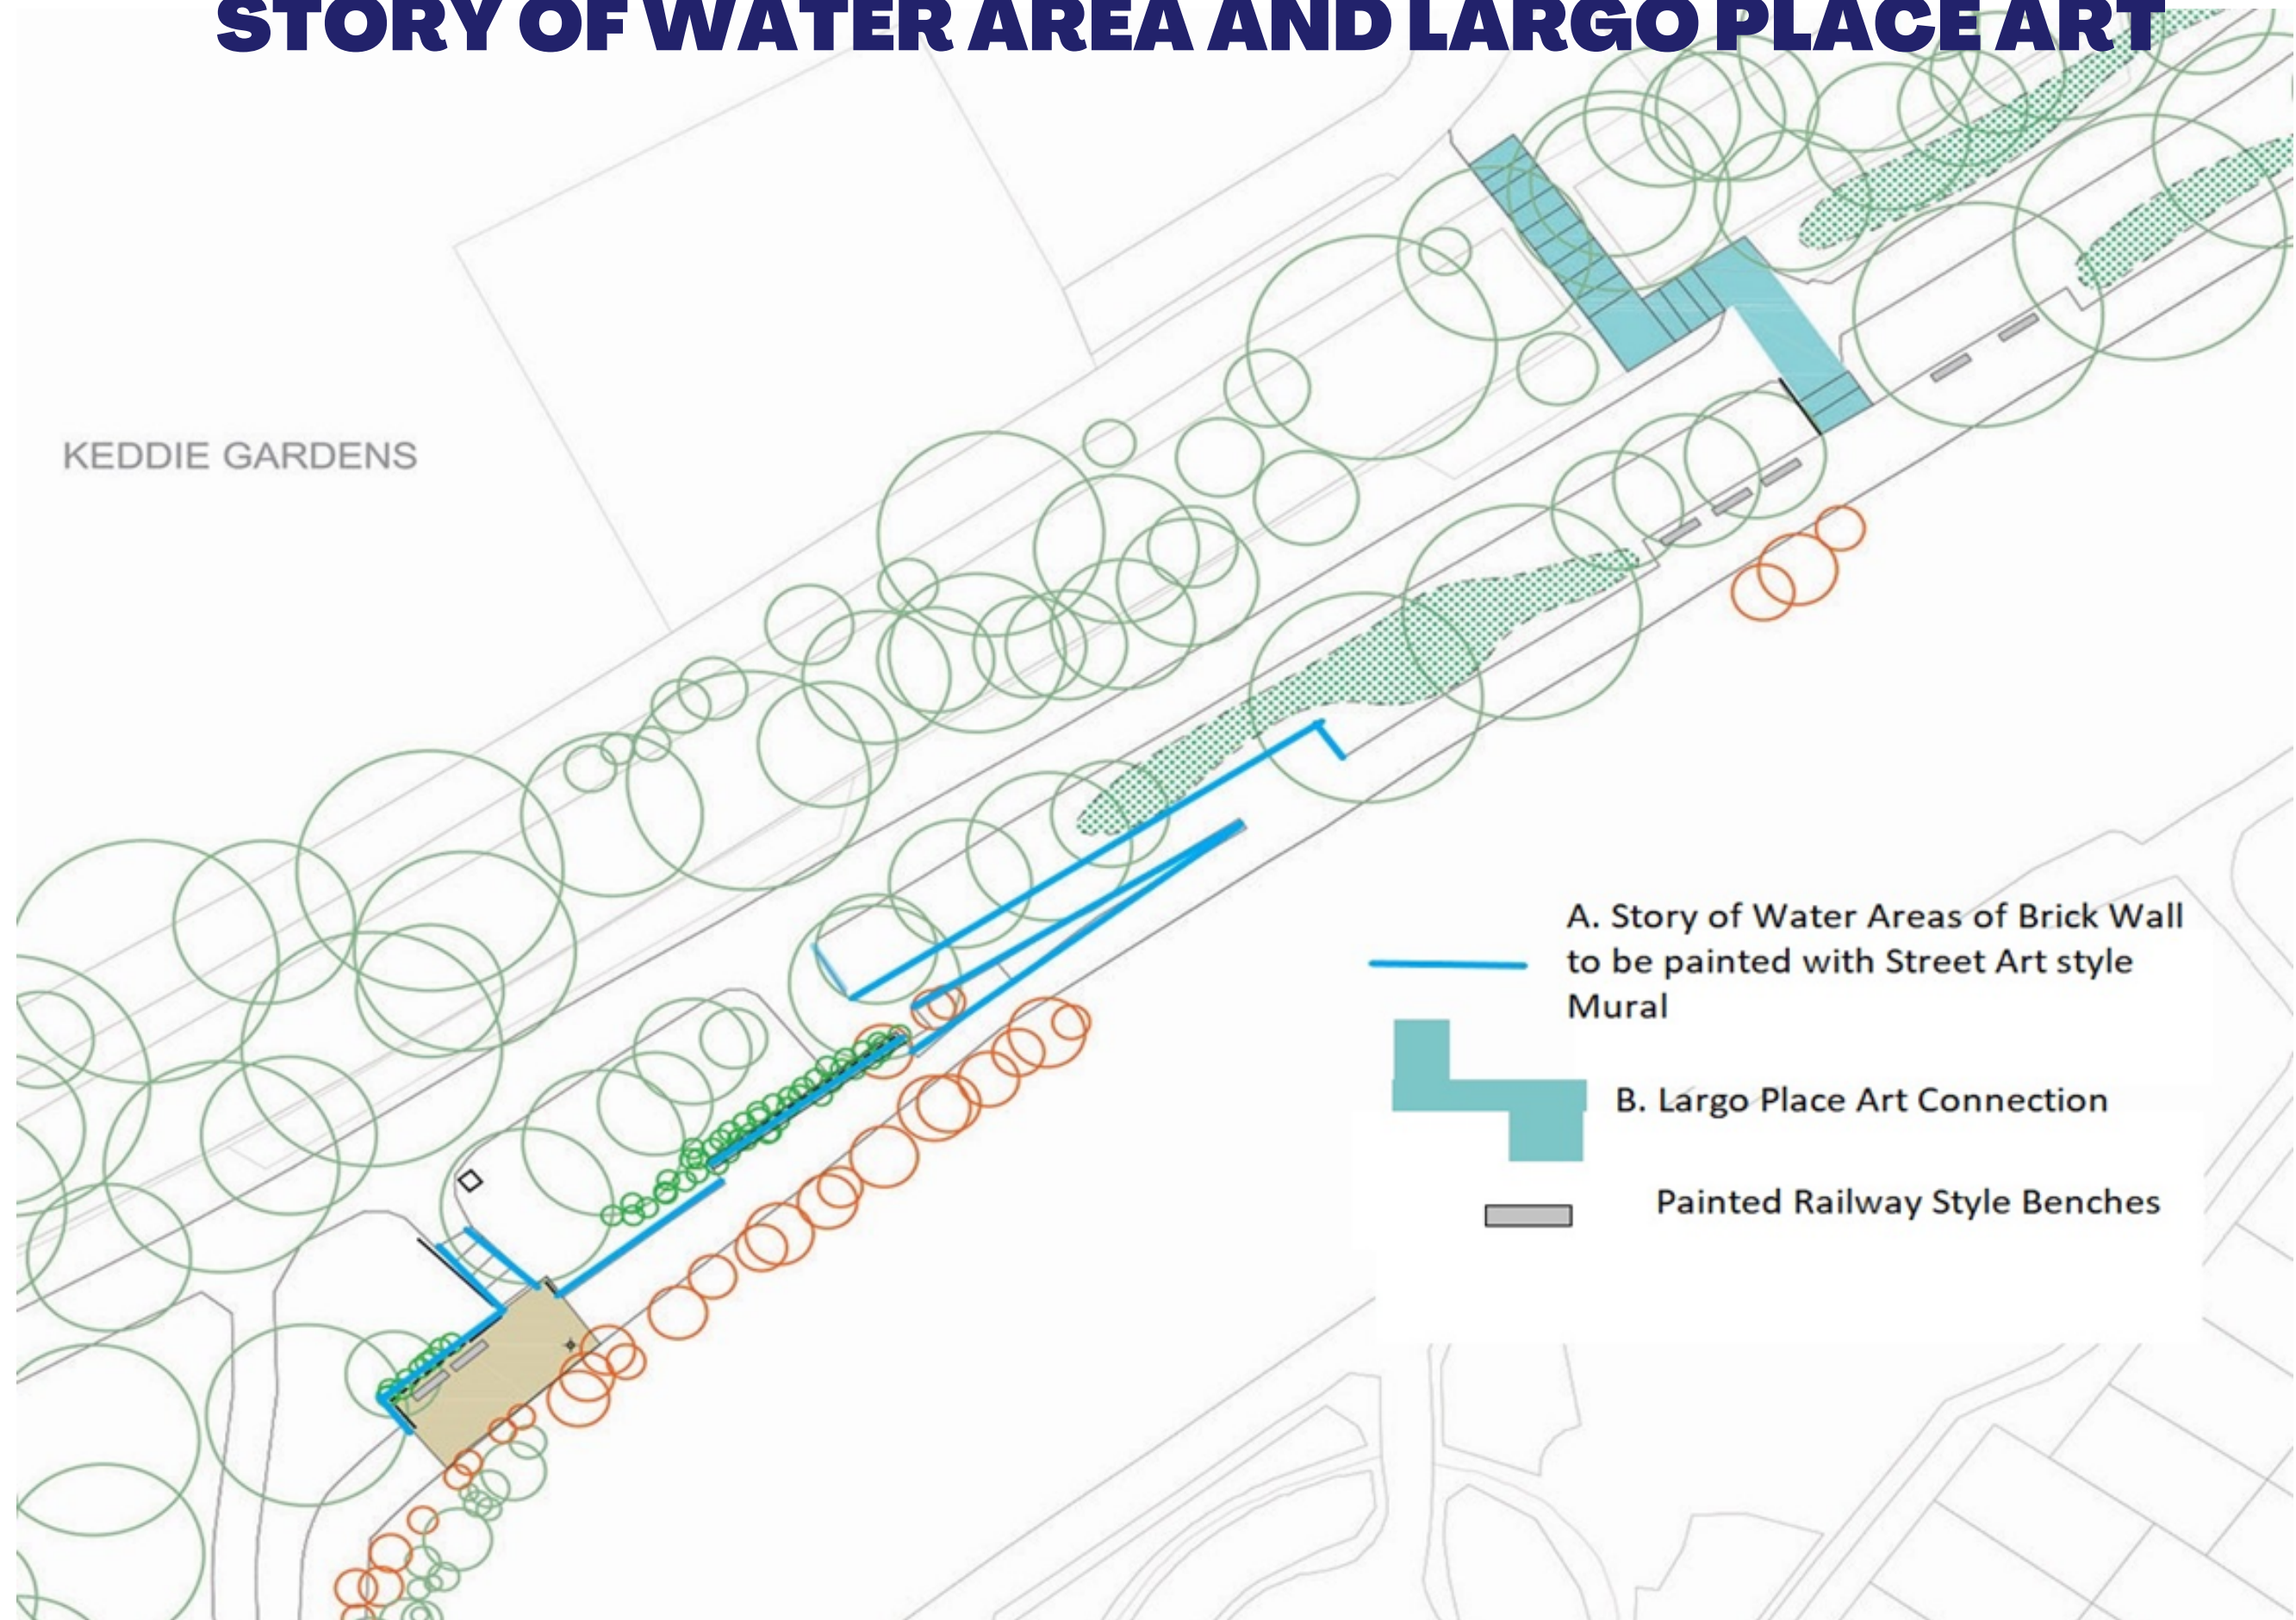 STORY OF WATER AREA AND LARGO PLACE ART
KEDDIE GARDENS
A. Story of Water Areas of Brick Wall
to be painted with Street Art style
Mural
B. Largo Place Art Connection
Painted Railway Style Benches